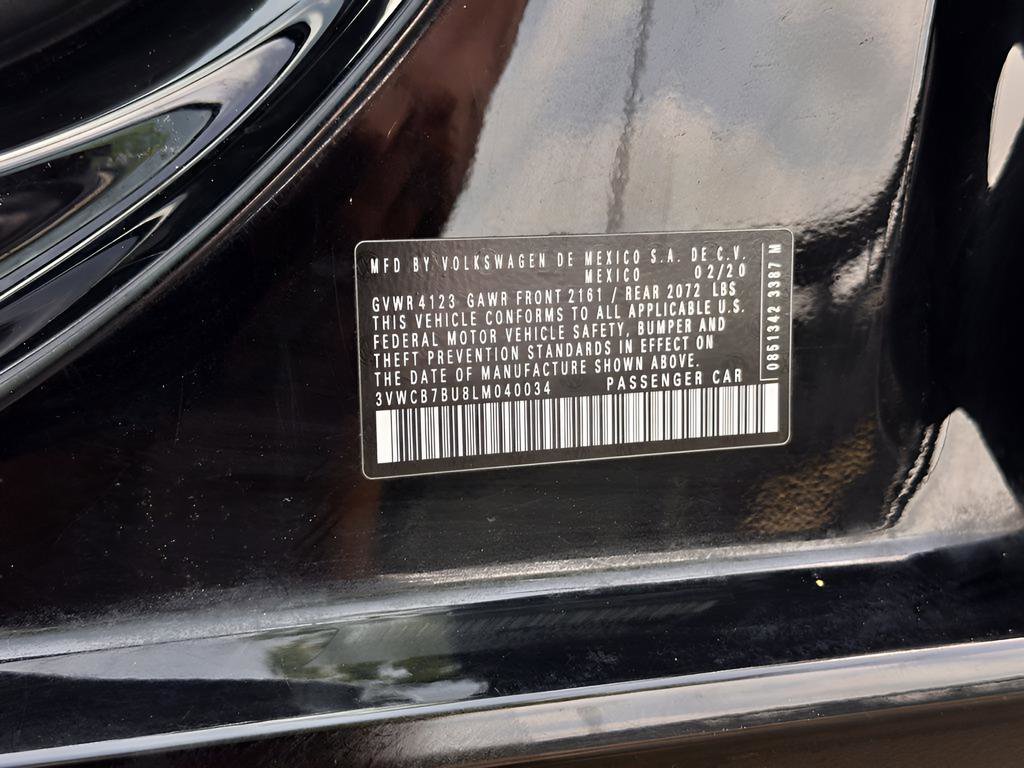 MFD BY VOLKSWAGEN DE MEXICO S.A. DE C.V.
MEXICO 02/20
GVWR 4123 GAWR FRONT 2161 / REAR 2072 LBS
THIS VEHICLE CONFORMS TO ALL APPLICABLE U.S.
FEDERAL MOTOR VEHICLE SAFETY, BUMPER AND
THEFT PREVENTION STANDARDS IN EFFECT ON
THE DATE OF MANUFACTURE SHOWN ABOVE.
3VWCB7BU8LM040034 PASSENGER CAR
0851342 3387 M